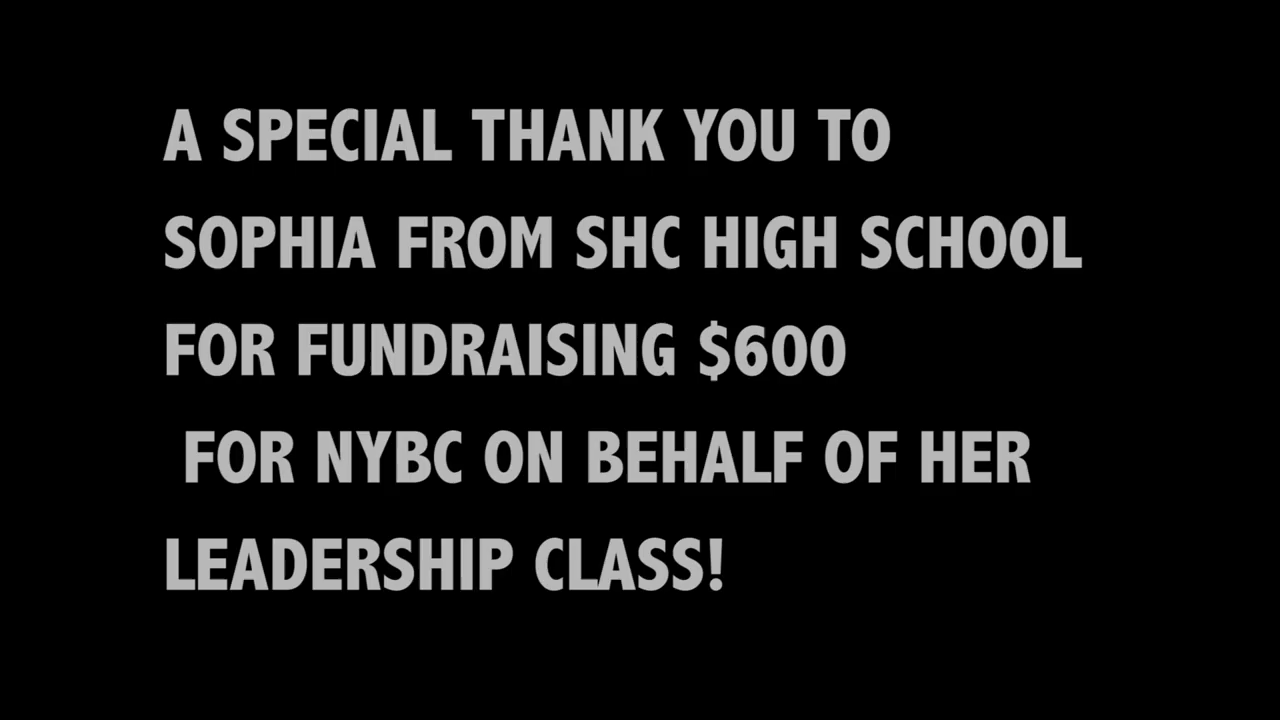 A SPECIAL THANK YOU TO
SOPHIA FROM SHC HIGH SCHOOL
FOR FUNDRAISING $600
FOR NYBC ON BEHALF OF HER
LEADERSHIP CLASS!